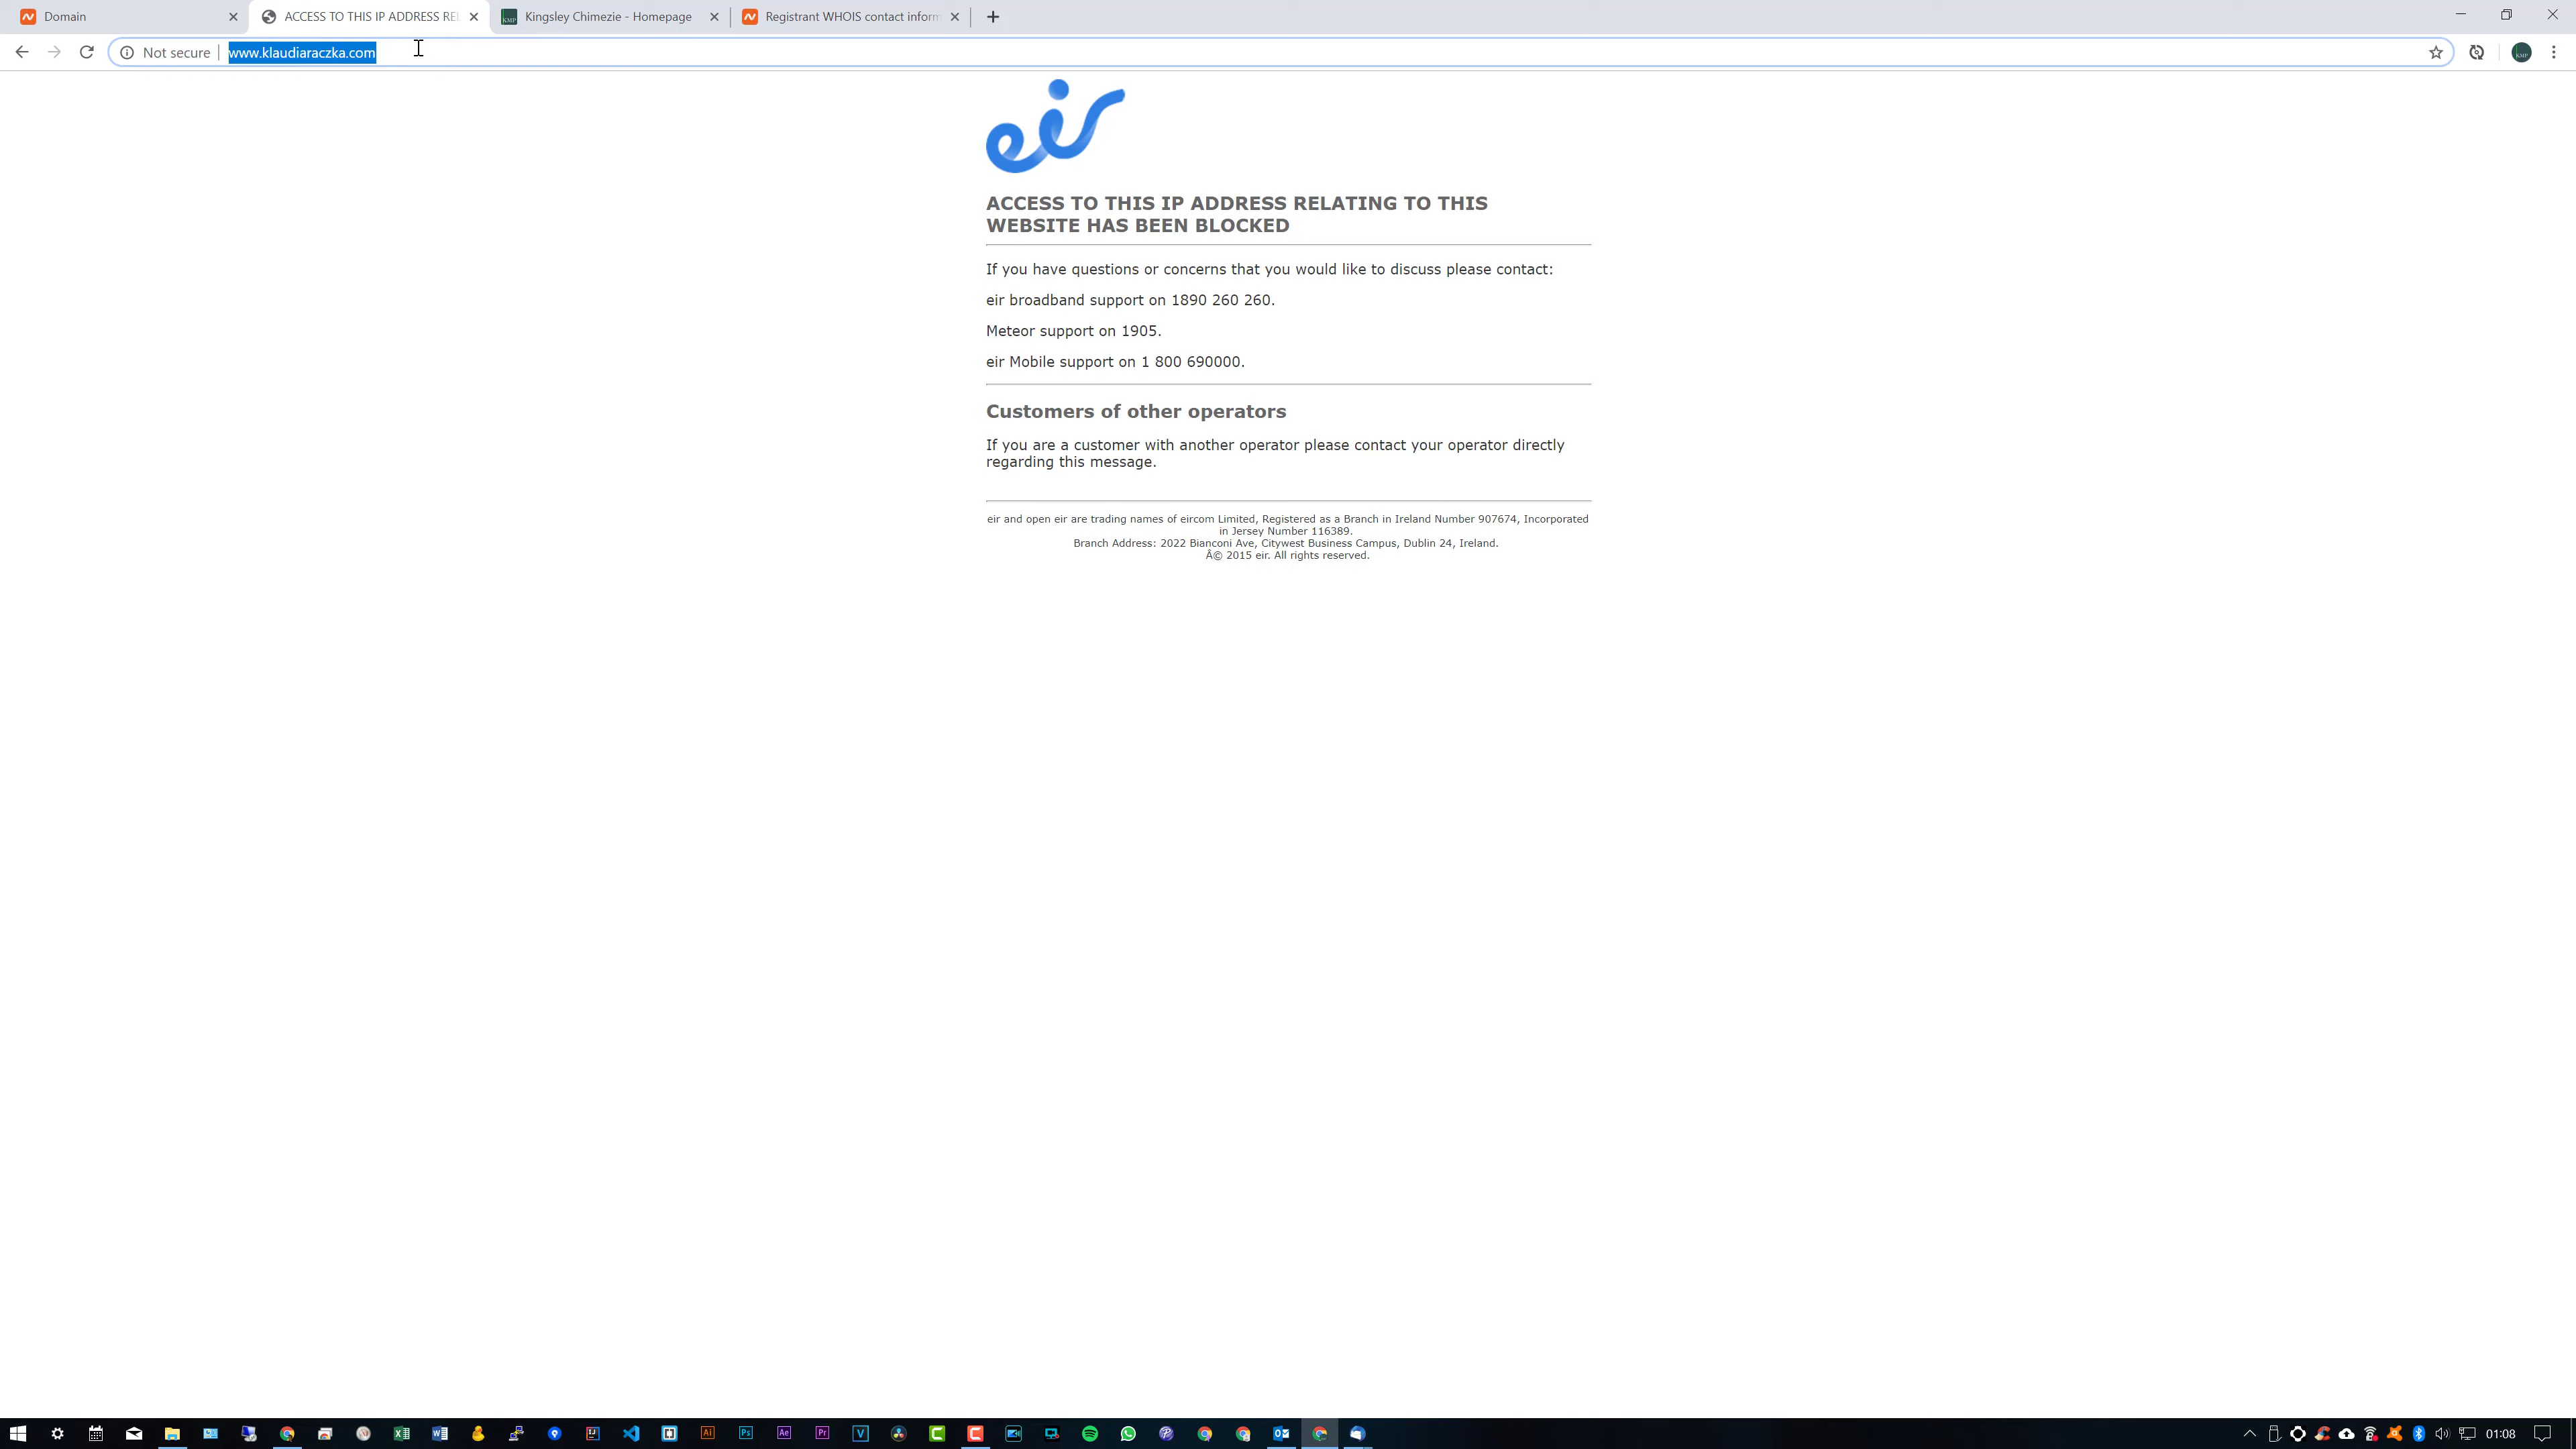 Domain
ACCESS TO THIS IP ADDRESS REL
Kingsley Chimezie - Homepage
Registrant WHOIS contact inform
Not secure
www.klaudiaraczka.com
eir
ACCESS TO THIS IP ADDRESS RELATING TO THIS
WEBSITE HAS BEEN BLOCKED
If you have questions or concerns that you would like to discuss please contact:
eir broadband support on 1890 260 260.
Meteor support on 1905.
eir Mobile support on 1 800 690000.
Customers of other operators
If you are a customer with another operator please contact your operator directly
regarding this message.
eir and open eir are trading names of eircom Limited, Registered as a Branch in Ireland Number 907674, Incorporated
in Jersey Number 116389.
Branch Address: 2022 Bianconi Ave, Citywest Business Campus, Dublin 24, Ireland.
Â© 2015 eir. All rights reserved.
Ai
Ps
Ae
Pr
V
01:08